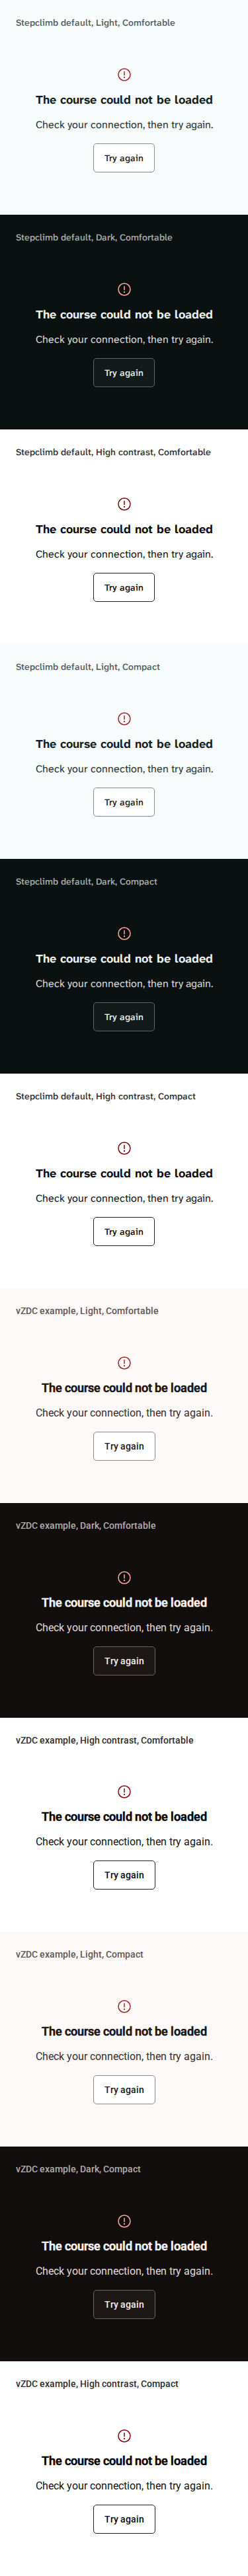 Stepclimb default, Light, Comfortable
The course could not be loaded
Check your connection, then try again.
Try again
Stepclimb default, Dark, Comfortable
The course could not be loaded
Check your connection, then try again.
Try again
Stepclimb default, High contrast, Comfortable
The course could not be loaded
Check your connection, then try again.
Try again
Stepclimb default, Light, Compact
The course could not be loaded
Check your connection, then try again.
Try again
Stepclimb default, Dark, Compact
The course could not be loaded
Check your connection, then try again.
Try again
Stepclimb default, High contrast, Compact
The course could not be loaded
Check your connection, then try again.
Try again
vZDC example, Light, Comfortable
The course could not be loaded
Check your connection, then try again.
Try again
vZDC example, Dark, Comfortable
The course could not be loaded
Check your connection, then try again.
Try again
vZDC example, High contrast, Comfortable
The course could not be loaded
Check your connection, then try again.
Try again
vZDC example, Light, Compact
The course could not be loaded
Check your connection, then try again.
Try again
vZDC example, Dark, Compact
The course could not be loaded
Check your connection, then try again.
Try again
vZDC example, High contrast, Compact
The course could not be loaded
Check your connection, then try again.
Try again